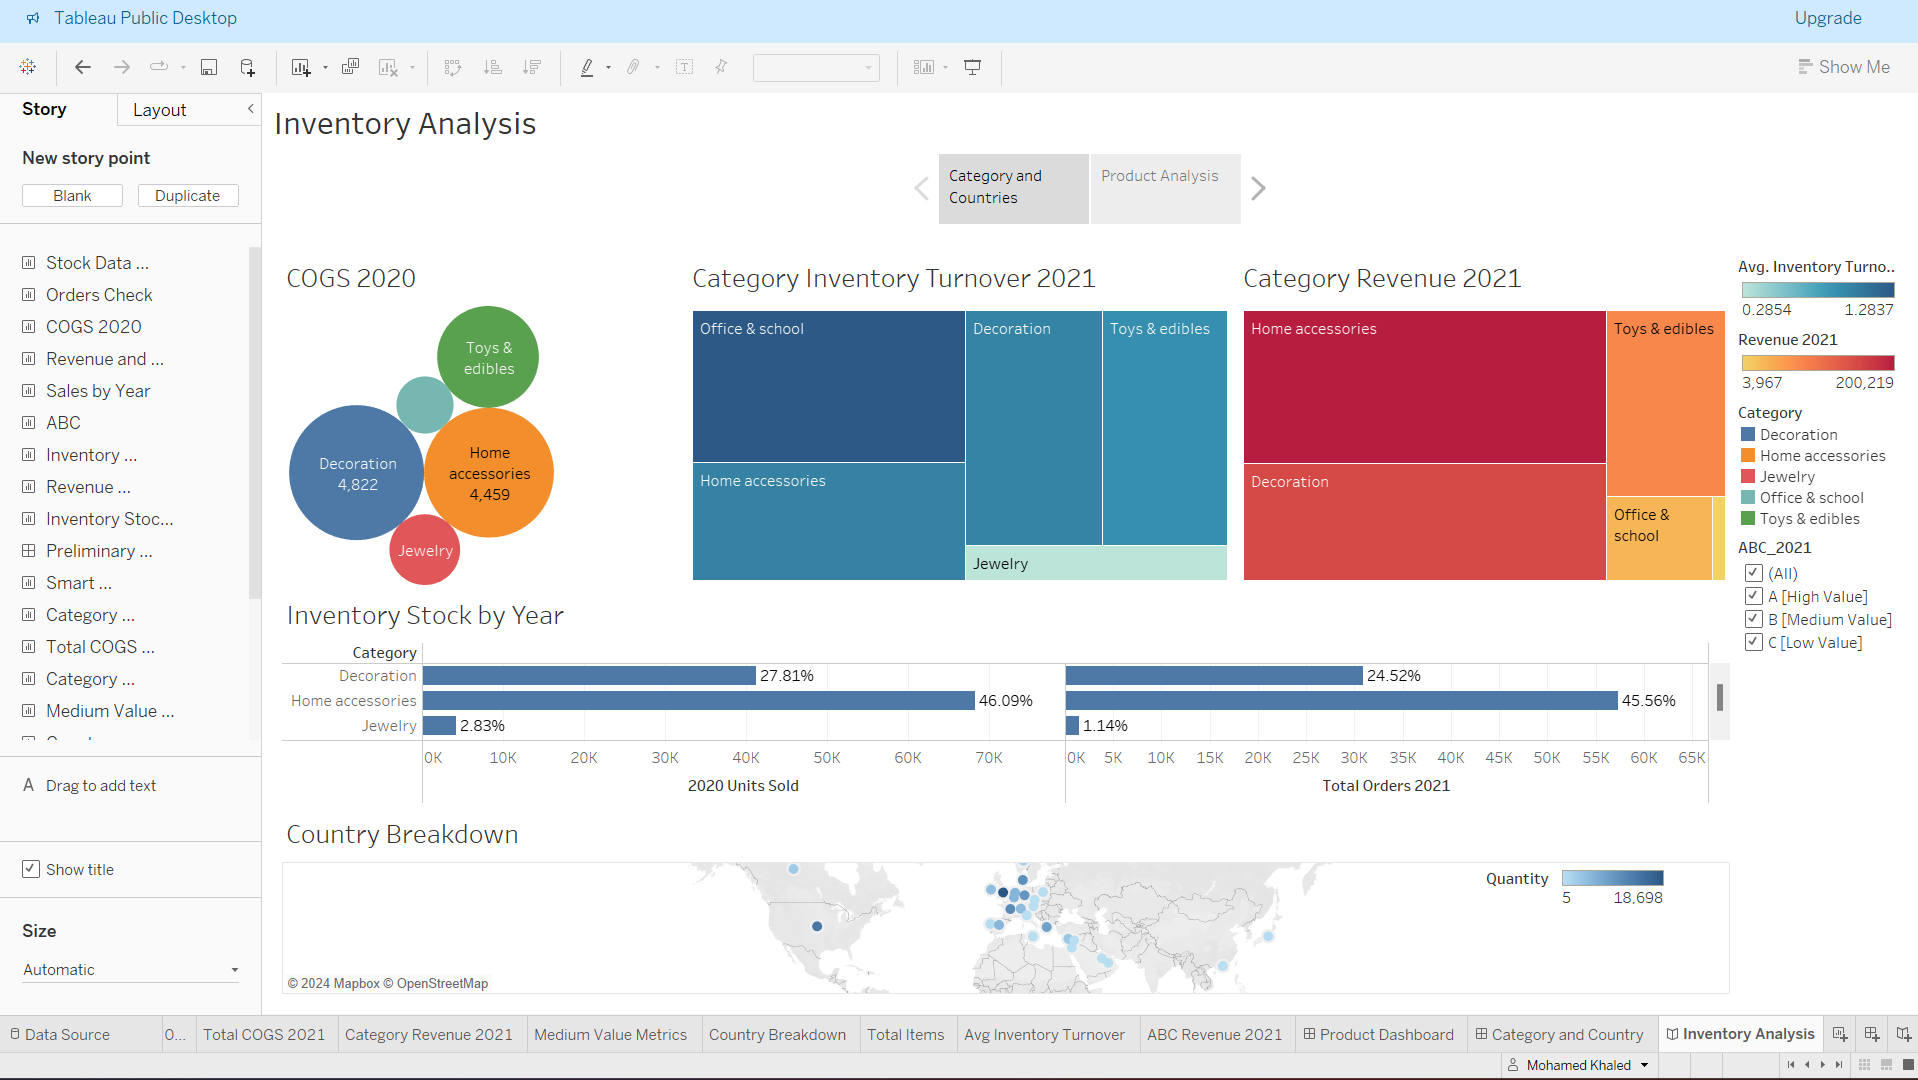 Tableau Public Desktop
Upgrade
Show Me
Story
Layout
New story point
Blank
Duplicate
Stock Data ...
Orders Check
COGS 2020
Revenue and ...
Sales by Year
ABC
Inventory ...
Revenue ...
Inventory Stoc...
Preliminary ...
Smart ...
Category ...
Total COGS ...
Category ...
Medium Value ...
A Drag to add text
Show title
Size
Automatic
Inventory Analysis
Category and
Countries
Product Analysis
COGS 2020
Toys &
edibles
Decoration
4,822
Home
accessories
4,459
Jewelry
Category Inventory Turnover 2021
Office & school
Decoration
Toys & edibles
Home accessories
Jewelry
Category Revenue 2021
Home accessories
Toys & edibles
Decoration
Office &
school
Avg. Inventory Turno..
0.2854 1.2837
Revenue 2021
3,967 200,219
Category
Decoration
Home accessories
Jewelry
Office & school
Toys & edibles
ABC_2021
(All)
A [High Value]
B [Medium Value]
C [Low Value]
Inventory Stock by Year
Category
Decoration 27.81% 24.52%
Home accessories 46.09% 45.56%
Jewelry 2.83% 1.14%
0K 10K 20K 30K 40K 50K 60K 70K 0K 5K 10K 15K 20K 25K 30K 35K 40K 45K 50K 55K 60K 65K
2020 Units Sold Total Orders 2021
Country Breakdown
Quantity
5 18,698
© 2024 Mapbox © OpenStreetMap
Data Source 0... Total COGS 2021 Category Revenue 2021 Medium Value Metrics Country Breakdown Total Items Avg Inventory Turnover ABC Revenue 2021 Product Dashboard Category and Country Inventory Analysis
Mohamed Khaled